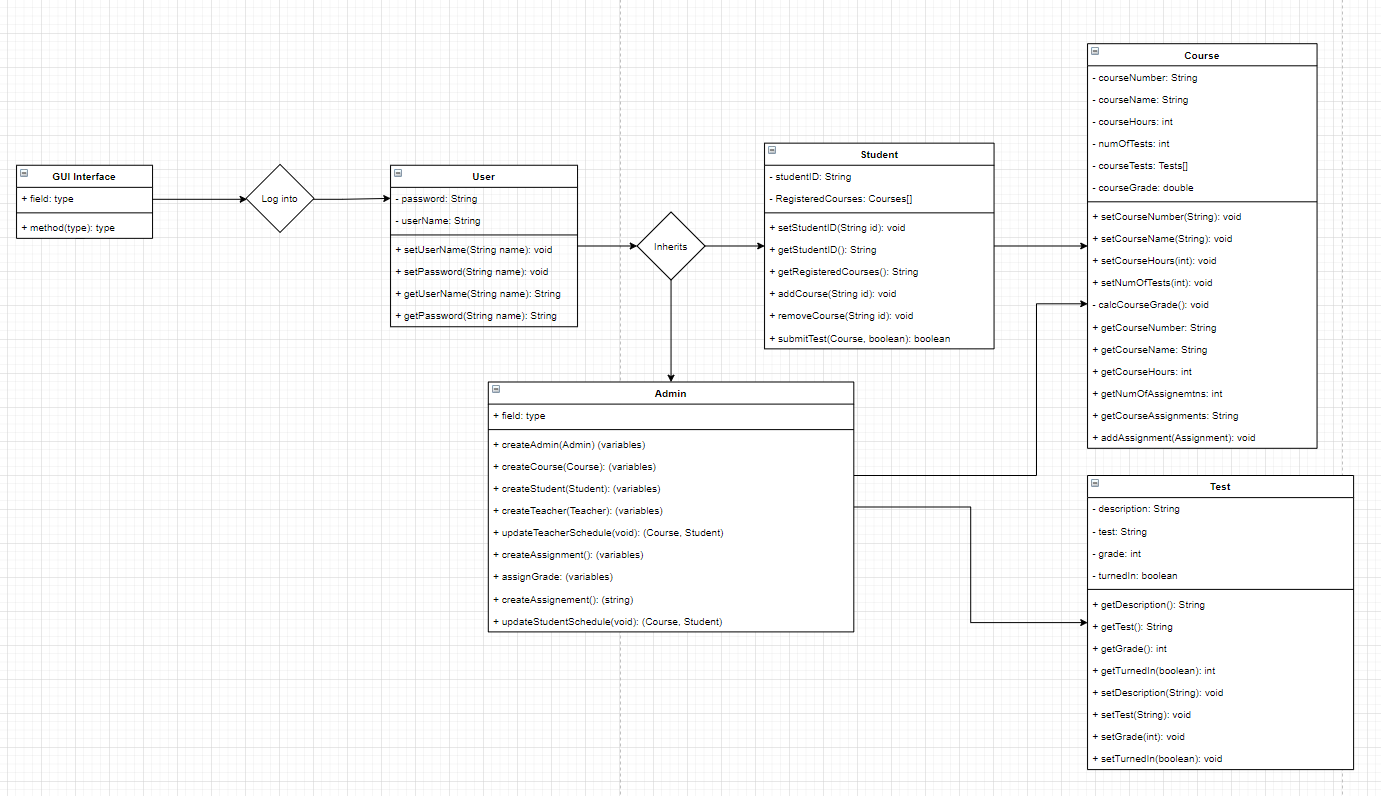 GUI Interface
+ field: type
+ method(type): type
Log into
User
- password: String
- userName: String
+ setUserName(String name): void
+ setPassword(String name): void
+ getUserName(String name): String
+ getPassword(String name): String
Inherits
Student
- studentID: String
- RegisteredCourses: Courses[]
+ setStudentID(String id): void
+ getStudentID(): String
+ getRegisteredCourses(): String
+ addCourse(String id): void
+ removeCourse(String id): void
+ submitTest(Course, boolean): boolean
Admin
+ field: type
+ createAdmin(Admin) (variables)
+ createCourse(Course): (variables)
+ createStudent(Student): (variables)
+ createTeacher(Teacher): (variables)
+ updateTeacherSchedule(void): (Course, Student)
+ createAssignment(): (variables)
+ assignGrade: (variables)
+ createAssignement(): (string)
+ updateStudentSchedule(void): (Course, Student)
Course
- courseNumber: String
- courseName: String
- courseHours: int
- numOfTests: int
- courseTests: Tests[]
- courseGrade: double
+ setCourseNumber(String): void
+ setCourseName(String): void
+ setCourseHours(int): void
+ setNumOfTests(int): void
- calcCourseGrade(): void
+ getCourseNumber: String
+ getCourseName: String
+ getCourseHours: int
+ getNumOfAssignemtns: int
+ getCourseAssignments: String
+ addAssignment(Assignment): void
Test
- description: String
- test: String
- grade: int
- turnedIn: boolean
+ getDescription(): String
+ getTest(): String
+ getGrade(): int
+ getTurnedIn(boolean): int
+ setDescription(String): void
+ setTest(String): void
+ setGrade(int): void
+ setTurnedIn(boolean): void